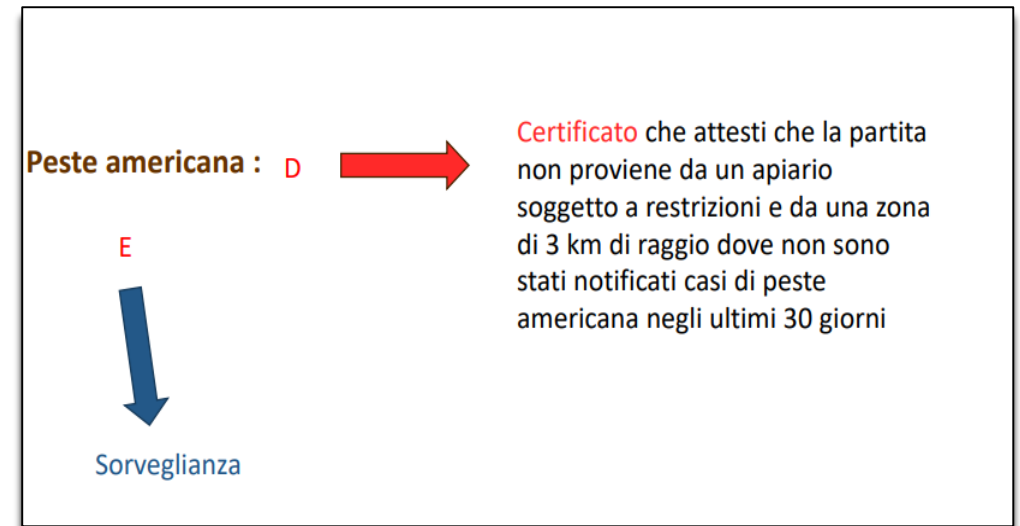 Peste americana : D
Certificato che attesti che la partita
non proviene da un apiario
soggetto a restrizioni e da una zona
di 3 km di raggio dove non sono
stati notificati casi di peste
americana negli ultimi 30 giorni
E
Sorveglianza